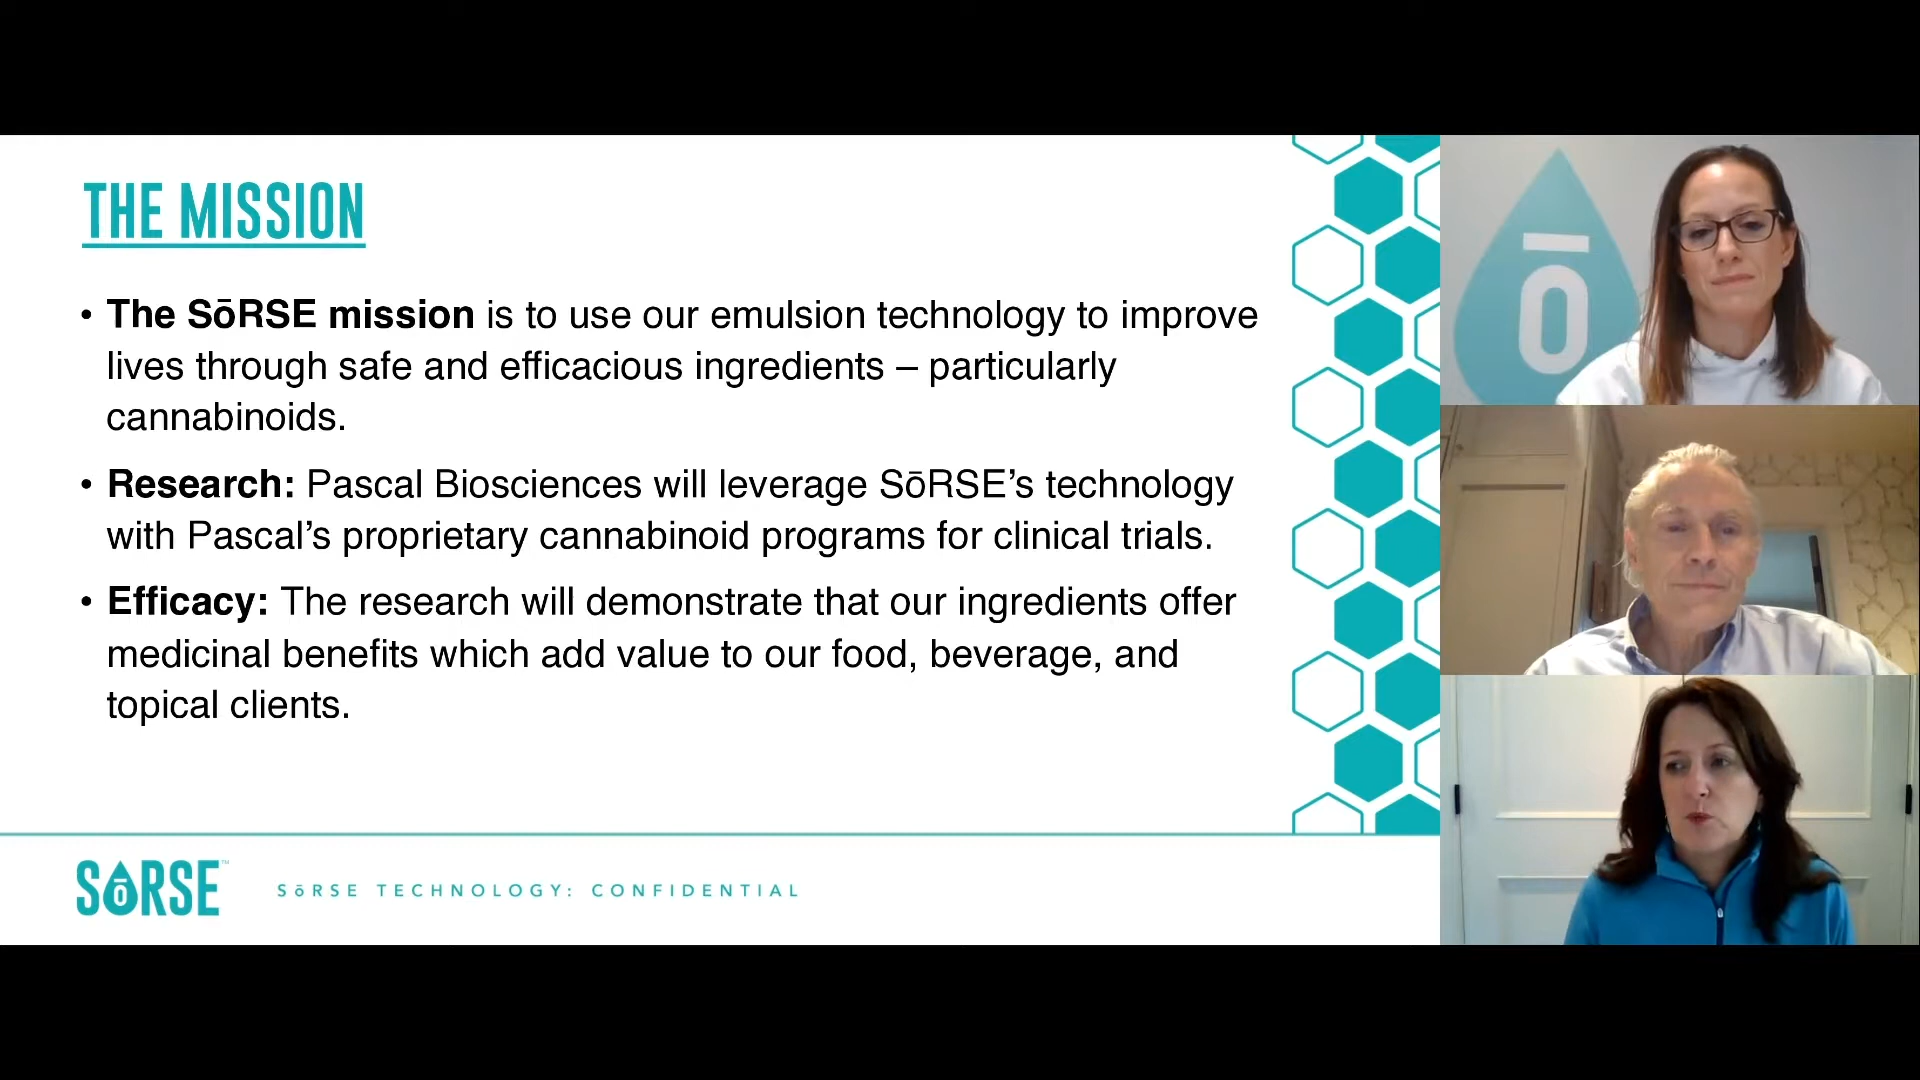 THE MISSION
• The SōRSE mission is to use our emulsion technology to improve
lives through safe and efficacious ingredients – particularly
cannabinoids.
• Research: Pascal Biosciences will leverage SōRSE’s technology
with Pascal’s proprietary cannabinoid programs for clinical trials.
• Efficacy: The research will demonstrate that our ingredients offer
medicinal benefits which add value to our food, beverage, and
topical clients.
SōRSE™
SōRSE TECHNOLOGY: CONFIDENTIAL
ō